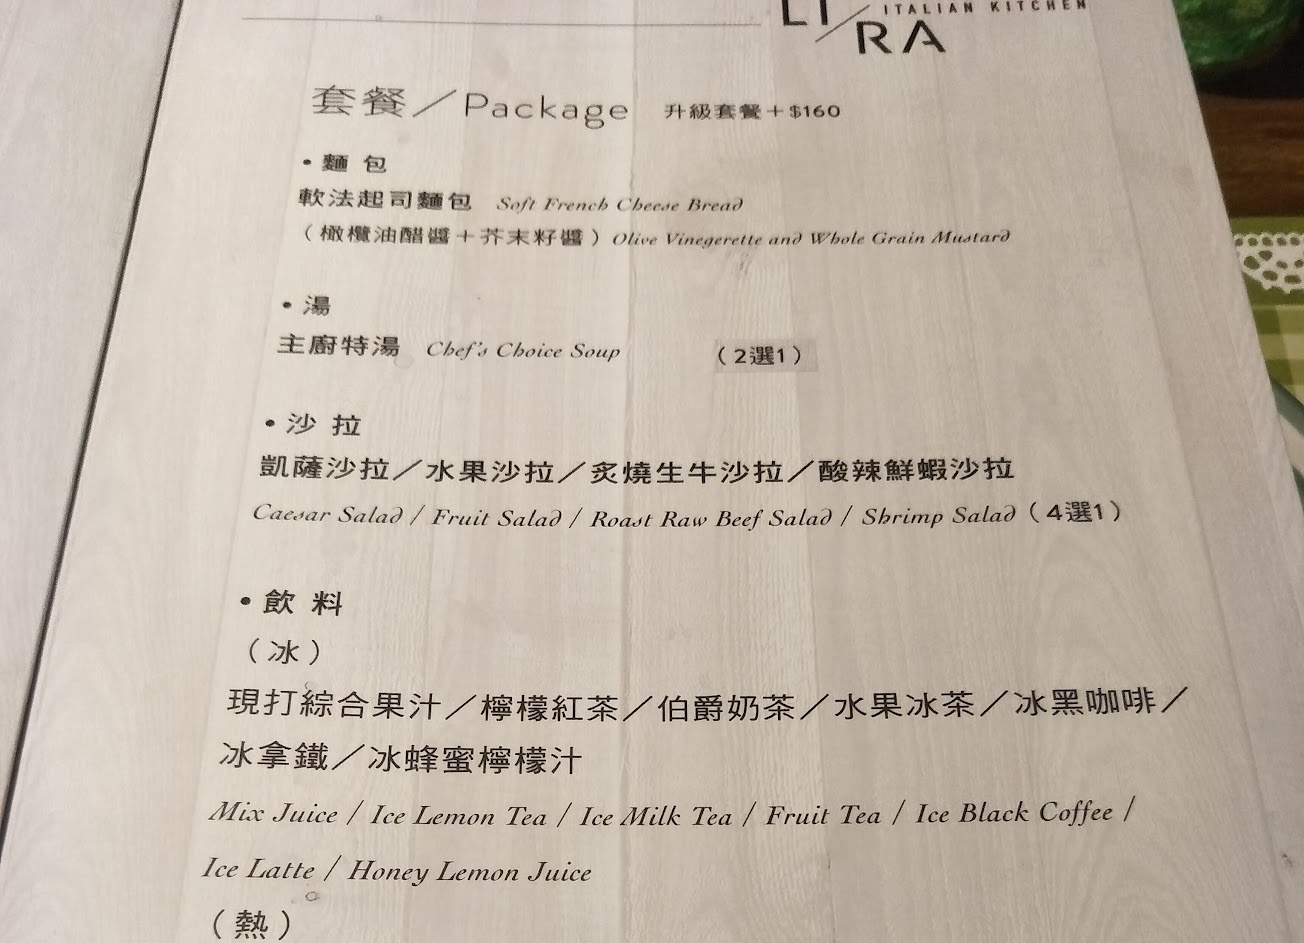 LI ITALIAN KITCHEN
RA
套餐／Package 升級套餐＋$160
• 麵 包
軟法起司麵包 Soft French Cheese Bread
（橄欖油醋醬＋芥末籽醬）Olive Vinegerette and Whole Grain Mustard
• 湯
主廚特湯 Chef's Choice Soup （2選1）
• 沙 拉
凱薩沙拉／水果沙拉／炙燒生牛沙拉／酸辣鮮蝦沙拉
Caesar Salad / Fruit Salad / Roast Raw Beef Salad / Shrimp Salad（4選1）
• 飲 料
（冰）
現打綜合果汁／檸檬紅茶／伯爵奶茶／水果冰茶／冰黑咖啡／
冰拿鐵／冰蜂蜜檸檬汁
Mix Juice / Ice Lemon Tea / Ice Milk Tea / Fruit Tea / Ice Black Coffee /
Ice Latte / Honey Lemon Juice
（熱）